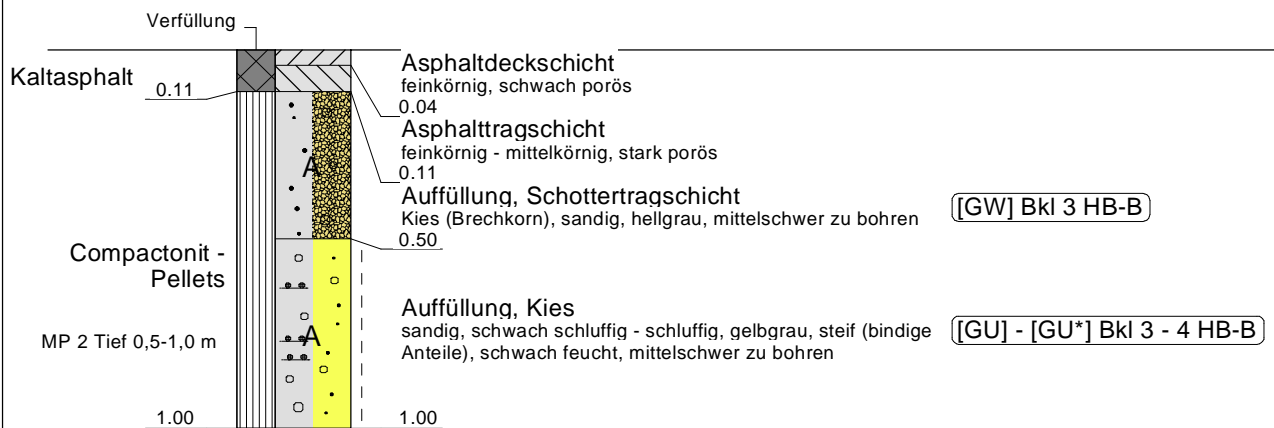 Verfüllung
Kaltasphalt
0.11
Asphaltdeckschicht
feinkörnig, schwach porös
0.04
Asphalttragschicht
feinkörnig - mittelkörnig, stark porös
0.11
A
Auffüllung, Schottertragschicht
Kies (Brechkorn), sandig, hellgrau, mittelschwer zu bohren
[GW] Bkl 3 HB-B
0.50
Compactonit -
Pellets
MP 2 Tief 0,5-1,0 m
A
Auffüllung, Kies
sandig, schwach schluffig - schluffig, gelbgrau, steif (bindige
Anteile), schwach feucht, mittelschwer zu bohren
[GU] - [GU*] Bkl 3 - 4 HB-B
1.00
1.00